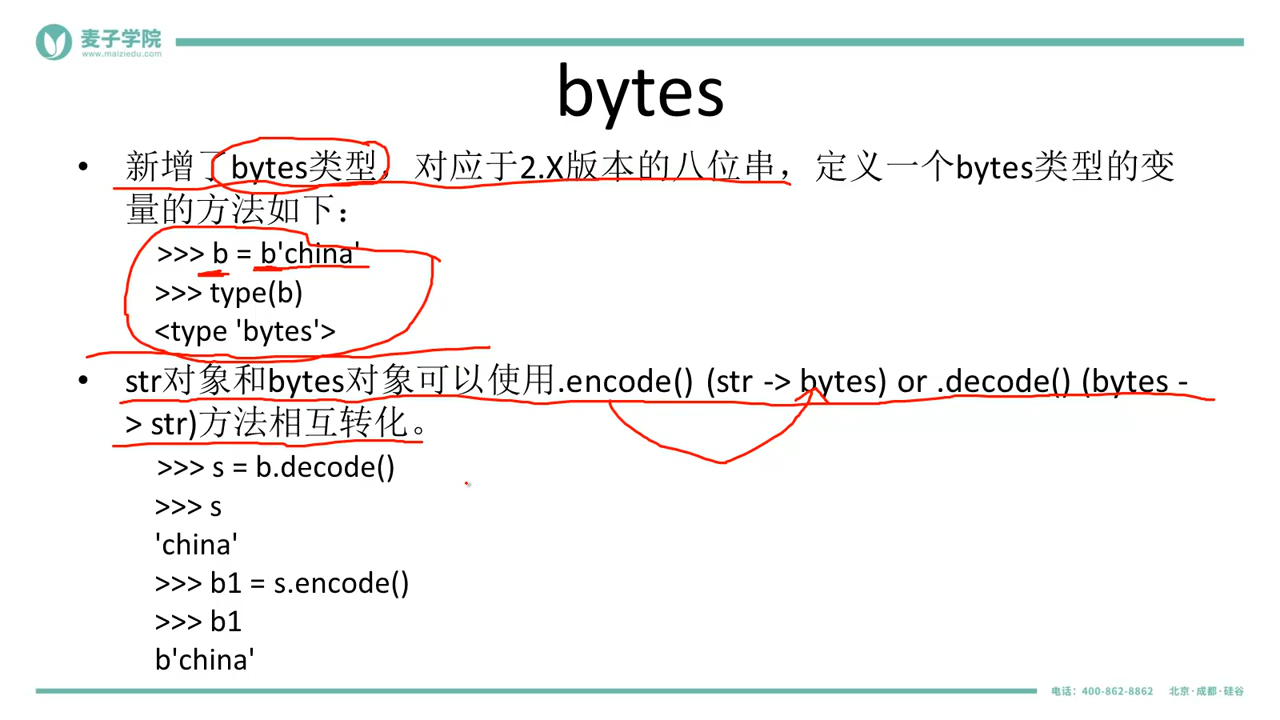 麦子学院
www.maiziedu.com
bytes
• 新增了bytes类型，对应于2.X版本的八位串，定义一个bytes类型的变
量的方法如下：
>>> b = b'china'
>>> type(b)
<type 'bytes'>
• str对象和bytes对象可以使用.encode() (str -> bytes) or .decode() (bytes -
> str)方法相互转化。
>>> s = b.decode()
>>> s
'china'
>>> b1 = s.encode()
>>> b1
b'china'
电话：400-862-8862 北京·成都·硅谷